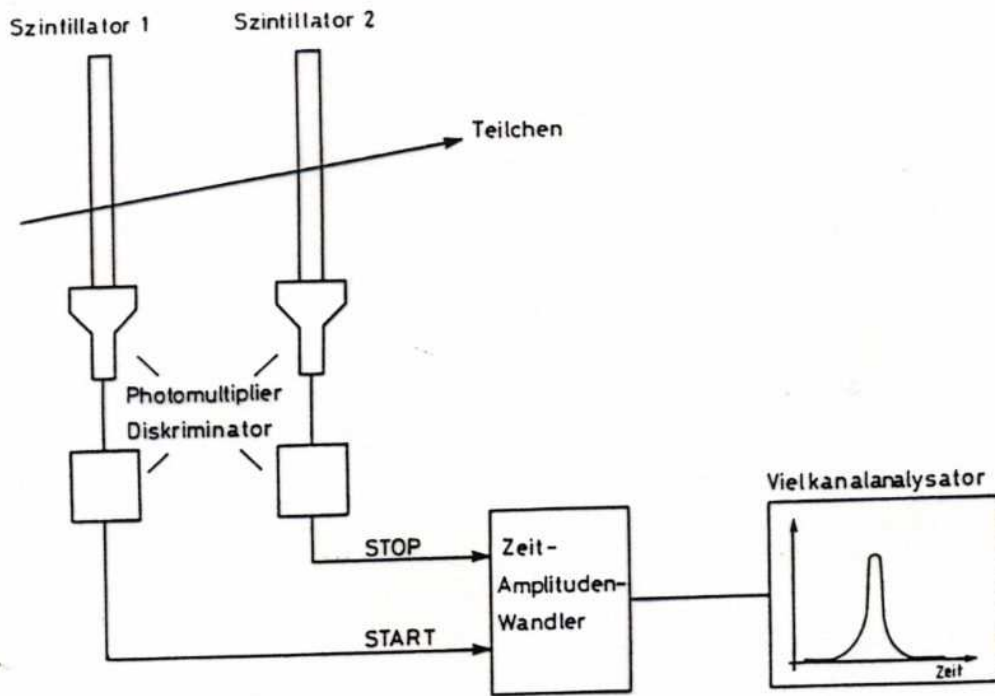 Szintillator 1
Szintillator 2
Teilchen
Photomultiplier
Diskriminator
Vielkanalanalysator
STOP
Zeit-
Amplituden-
Wandler
START
Zeit